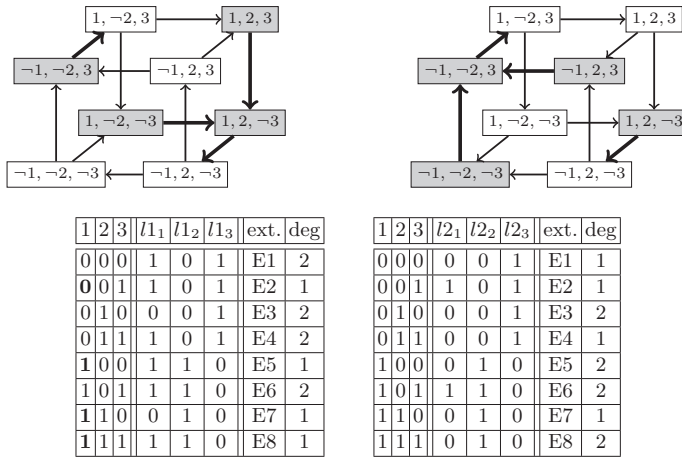 1, ¬2, 3 1, 2, 3 1, ¬2, 3 1, 2, 3
¬1, ¬2, 3 ¬1, 2, 3 ¬1, ¬2, 3 ¬1, 2, 3
1, ¬2, ¬3 1, 2, ¬3 1, ¬2, ¬3 1, 2, ¬3
¬1, ¬2, ¬3 ¬1, 2, ¬3 ¬1, ¬2, ¬3 ¬1, 2, ¬3
1 2 3 l1₁ l1₂ l1₃ ext. deg
0 0 0 1 0 1 E1 2
0 0 1 1 0 1 E2 1
0 1 0 0 0 1 E3 2
0 1 1 1 0 1 E4 2
1 0 0 1 1 0 E5 1
1 0 1 1 1 0 E6 2
1 1 0 0 1 0 E7 1
1 1 1 1 1 0 E8 1
1 2 3 l2₁ l2₂ l2₃ ext. deg
0 0 0 0 0 1 E1 1
0 0 1 1 0 1 E2 1
0 1 0 0 0 1 E3 2
0 1 1 0 0 1 E4 1
1 0 0 0 1 0 E5 2
1 0 1 1 1 0 E6 2
1 1 0 0 1 0 E7 1
1 1 1 0 1 0 E8 2